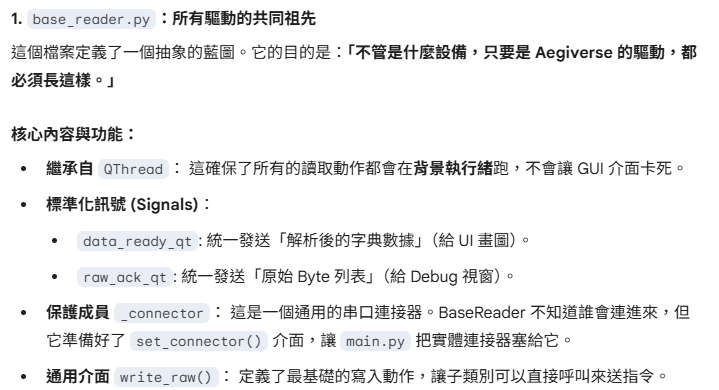 1. base_reader.py：所有驅動的共同祖先
這個檔案定義了一個抽象的藍圖。它的目的是：「不管是什麼設備，只要是 Aegiverse 的驅動，都
必須長這樣。」
核心內容與功能：
• 繼承自 QThread： 這確保了所有的讀取動作都會在背景執行緒跑，不會讓 GUI 介面卡死。
• 標準化訊號 (Signals)：
• data_ready_qt: 統一發送「解析後的字典數據」（給 UI 畫圖）。
• raw_ack_qt: 統一發送「原始 Byte 列表」（給 Debug 視窗）。
• 保護成員 _connector： 這是一個通用的串口連接器。BaseReader 不知道誰會連進來，但
它準備好了 set_connector() 介面，讓 main.py 把實體連接器塞給它。
• 通用介面 write_raw()： 定義了最基礎的寫入動作，讓子類別可以直接呼叫來送指令。